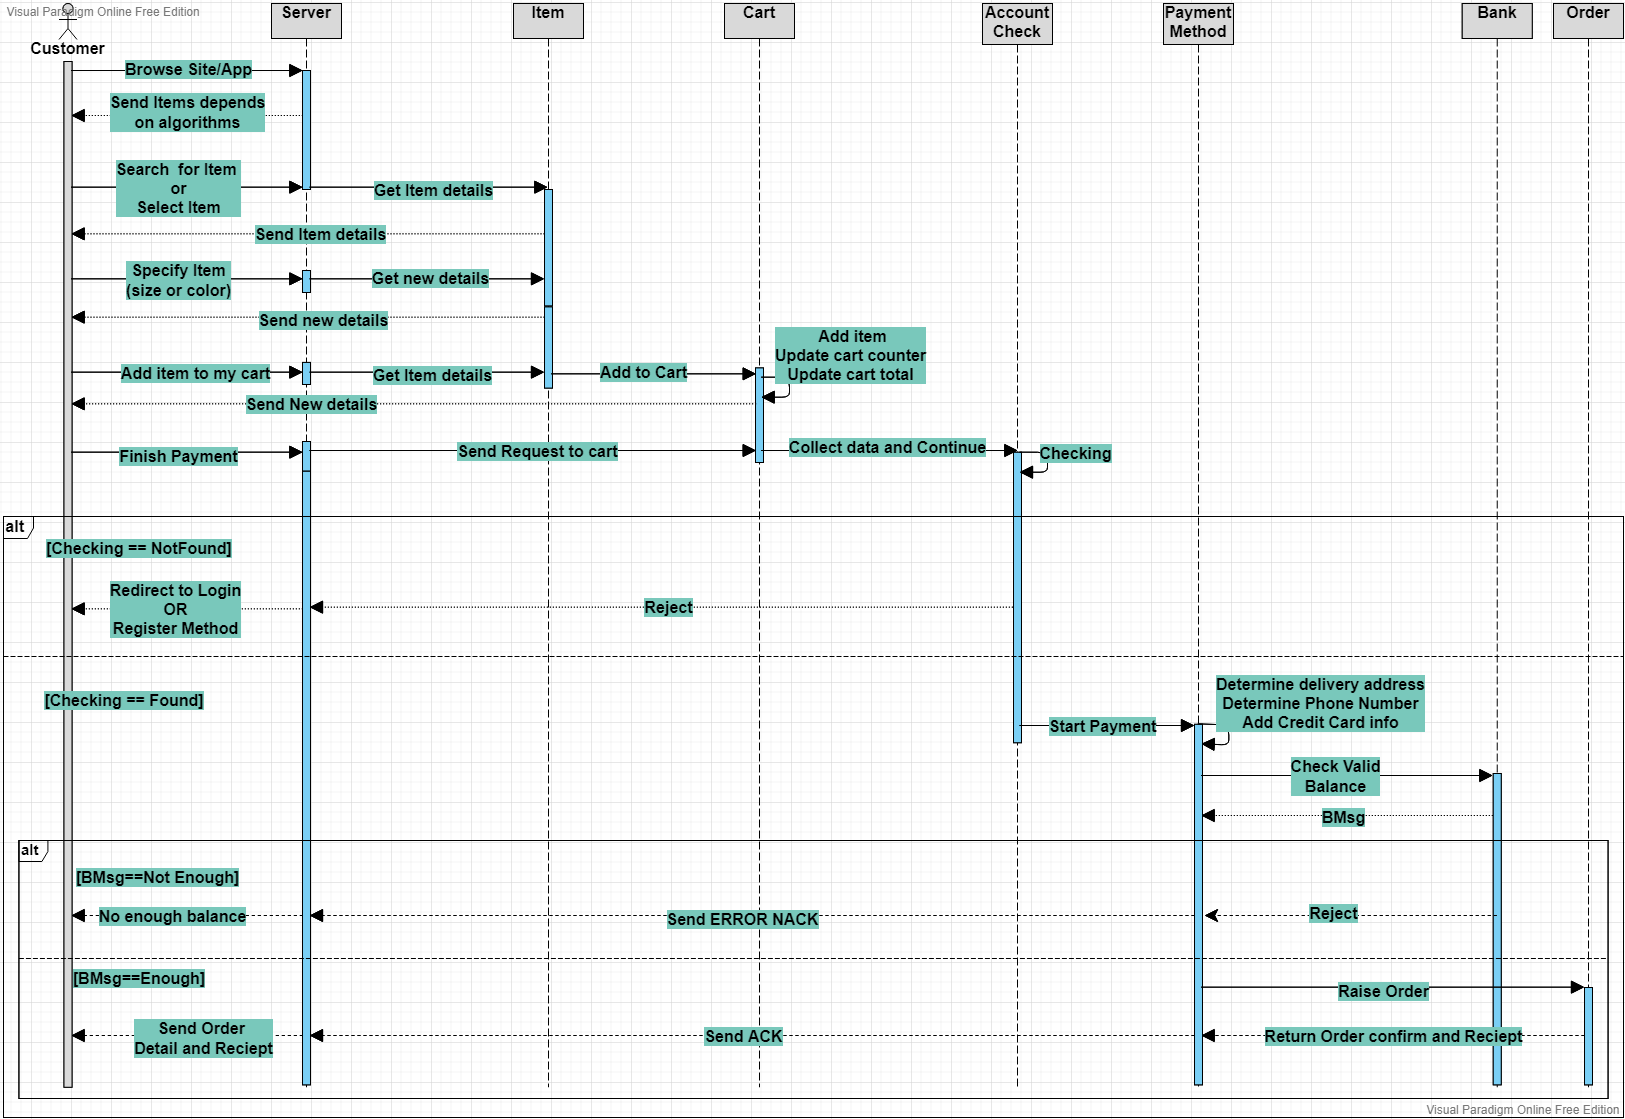 Visual Paradigm Online Free Edition
Customer
Server
Item
Cart
Account
Check
Payment
Method
Bank
Order
Browse Site/App
Send Items depends
on algorithms
Search for Item
or
Select Item
Get Item details
Send Item details
Specify Item
(size or color)
Get new details
Send new details
Add item
Update cart counter
Update cart total
Add item to my cart
Get Item details
Add to Cart
Send New details
Finish Payment
Send Request to cart
Collect data and Continue
Checking
alt
[Checking == NotFound]
Redirect to Login
OR
Register Method
Reject
[Checking == Found]
Determine delivery address
Determine Phone Number
Add Credit Card info
Start Payment
Check Valid
Balance
BMsg
alt
[BMsg==Not Enough]
No enough balance
Send ERROR NACK
Reject
[BMsg==Enough]
Raise Order
Send Order
Detail and Reciept
Send ACK
Return Order confirm and Reciept
Visual Paradigm Online Free Edition